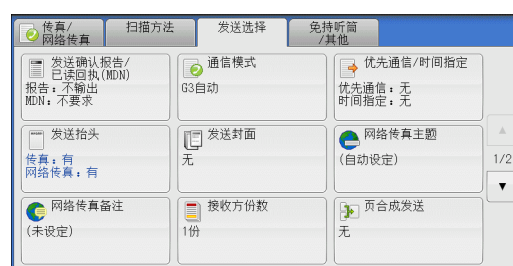 传真/
网络传真
扫描方法
发送选择
免持听筒
/其他
发送确认报告/
已读回执(MDN)
报告：不输出
MDN：不要求
通信模式
G3自动
优先通信/时间指定
优先通信：无
时间指定：无
发送抬头
传真：有
网络传真：有
发送封面
无
网络传真主题
(自动设定)
1/2
网络传真备注
(未设定)
接收方份数
1份
页合成发送
无